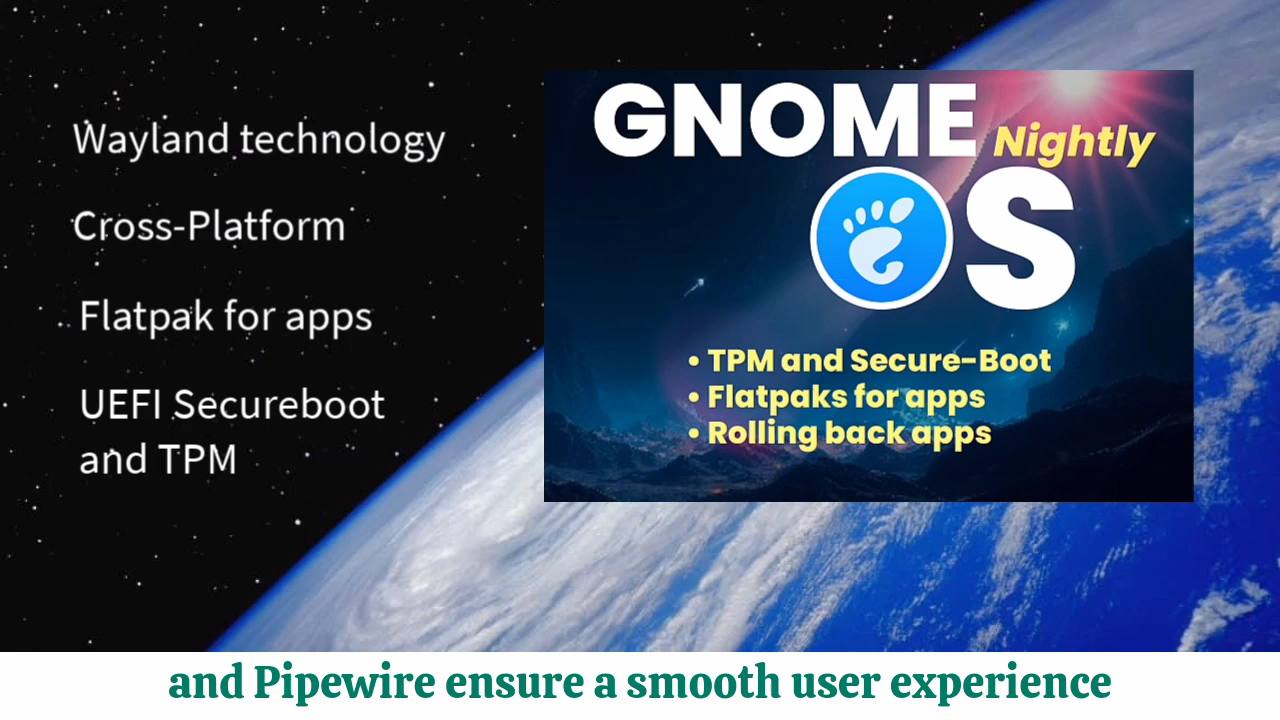 Wayland technology
Cross-Platform
Flatpak for apps
UEFI Secureboot
and TPM
GNOME Nightly
OS
• TPM and Secure-Boot
• Flatpaks for apps
• Rolling back apps
and Pipewire ensure a smooth user experience